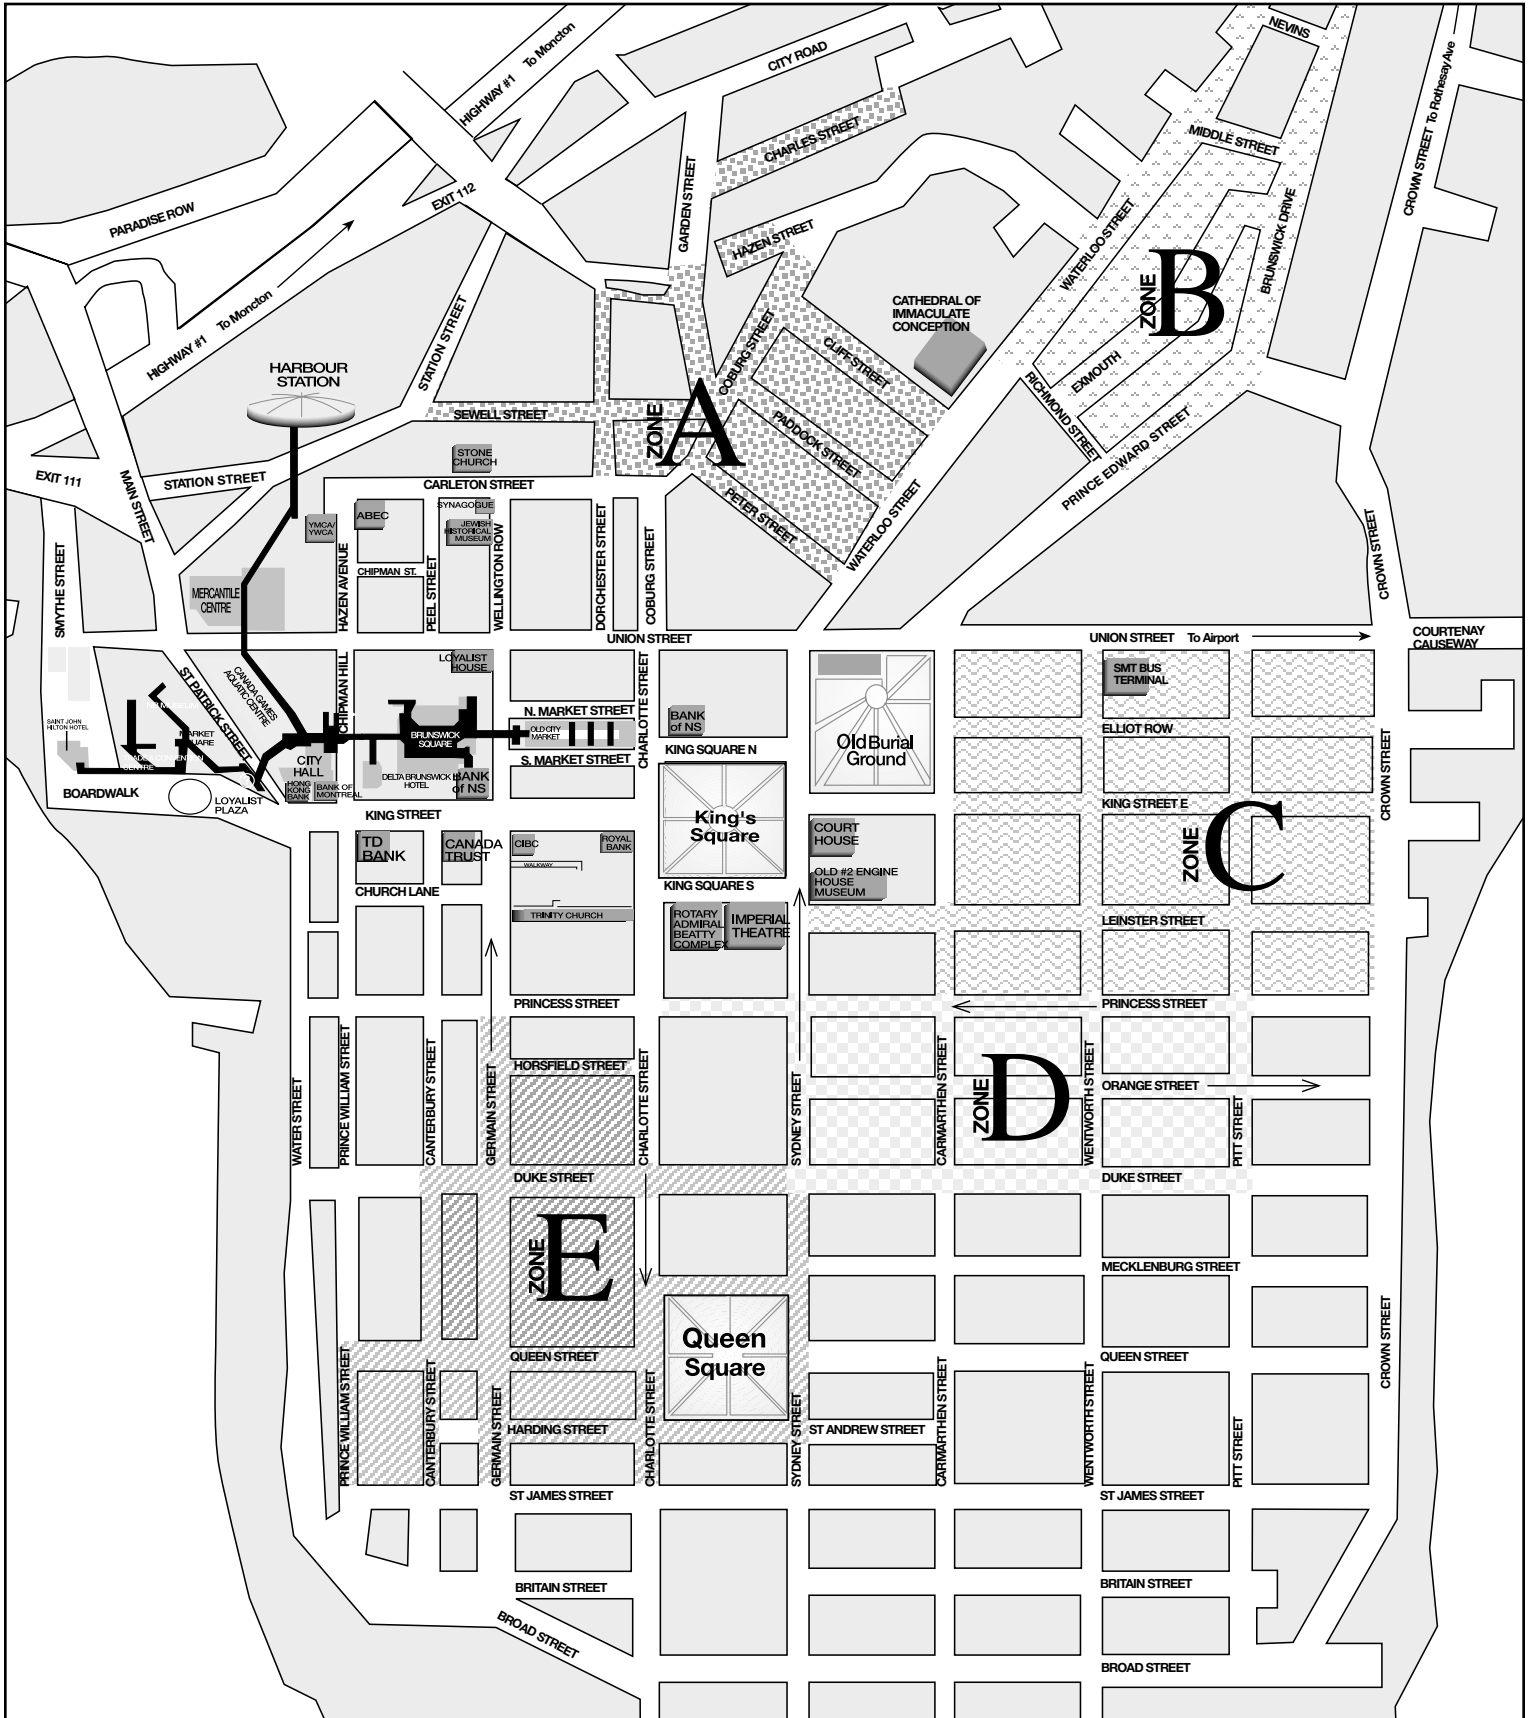 NEVINS
CITY ROAD
To Moncton
HIGHWAY #1
CROWN STREET To Rothesay Ave
CHARLES STREET
MIDDLE STREET
GARDEN STREET
EXIT 112
PARADISE ROW
HAZEN STREET
WATERLOO STREET
BRUNSWICK DRIVE
ZONE
B
CATHEDRAL OF
IMMACULATE
CONCEPTION
To Moncton
HIGHWAY #1
STATION STREET
COBURG STREET
CLIFF STREET
HARBOUR
STATION
EXMOUTH
RICHMOND STREET
SEWELL STREET
ZONE
A
PADDOCK STREET
PRINCE EDWARD STREET
STONE
CHURCH
EXIT 111
MAIN STREET
STATION STREET
CARLETON STREET
PETER STREET
WATERLOO STREET
YMCA/
YWCA
ABEC
SYNAGOGUE
JEWISH
HISTORICAL
MUSEUM
CROWN STREET
SMYTHE STREET
MERCANTILE
CENTRE
HAZEN AVENUE
CHIPMAN ST.
PEEL STREET
WELLINGTON ROW
DORCHESTER STREET
COBURG STREET
UNION STREET
UNION STREET To Airport
COURTENAY
CAUSEWAY
ST PATRICK STREET
CANADA GAMES
AQUATIC CENTRE
CHIPMAN HILL
LOYALIST
HOUSE
CHARLOTTE STREET
SMT BUS
TERMINAL
NB MUSEUM
N. MARKET STREET
BANK
of NS
SAINT JOHN
HILTON HOTEL
MARKET
SQUARE
BRUNSWICK
SQUARE
OLD CITY
MARKET
ELLIOT ROW
KING SQUARE N
Old Burial
Ground
CITY
HALL
S. MARKET STREET
CROWN STREET
CENTRE
DELTA BRUNSWICK
HOTEL
BANK
of NS
HONG
KONG
BANK
BANK OF
MONTREAL
BOARDWALK
LOYALIST
PLAZA
KING STREET
KING STREET E
King's
Square
TD
BANK
CANADA
TRUST
CIBC
ROYAL
BANK
WALKWAY
COURT
HOUSE
ZONE
C
OLD #2 ENGINE
HOUSE
MUSEUM
CHURCH LANE
KING SQUARE S
TRINITY CHURCH
ROTARY
ADMIRAL
BEATTY
COMPLEX
IMPERIAL
THEATRE
LEINSTER STREET
PRINCESS STREET
PRINCESS STREET
HORSFIELD STREET
WATER STREET
PRINCE WILLIAM STREET
CANTERBURY STREET
GERMAIN STREET
CHARLOTTE STREET
SYDNEY STREET
CARMARTHEN STREET
ZONE
D
WENTWORTH STREET
ORANGE STREET
PITT STREET
DUKE STREET
DUKE STREET
ZONE
E
MECKLENBURG STREET
Queen
Square
CROWN STREET
QUEEN STREET
QUEEN STREET
PRINCE WILLIAM STREET
CANTERBURY STREET
GERMAIN STREET
HARDING STREET
CHARLOTTE STREET
SYDNEY STREET
ST ANDREW STREET
CARMARTHEN STREET
WENTWORTH STREET
PITT STREET
ST JAMES STREET
ST JAMES STREET
BRITAIN STREET
BRITAIN STREET
BROAD STREET
BROAD STREET